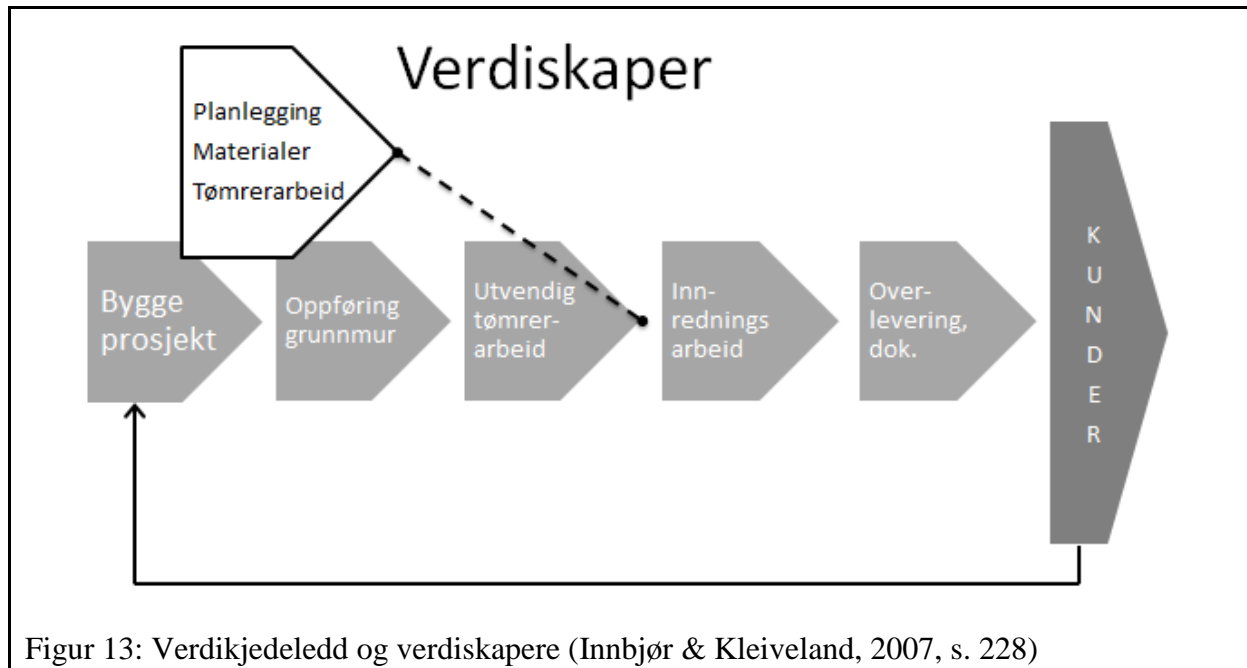 Verdiskaper
Planlegging
Materialer
Tømrerarbeid
Bygge
prosjekt
Oppføring
grunnmur
Utvendig
tømrer-
arbeid
Inn-
rednings
arbeid
Over-
levering,
dok.
K
U
N
D
E
R
Figur 13: Verdikjedeledd og verdiskapere (Innbjør & Kleiveland, 2007, s. 228)